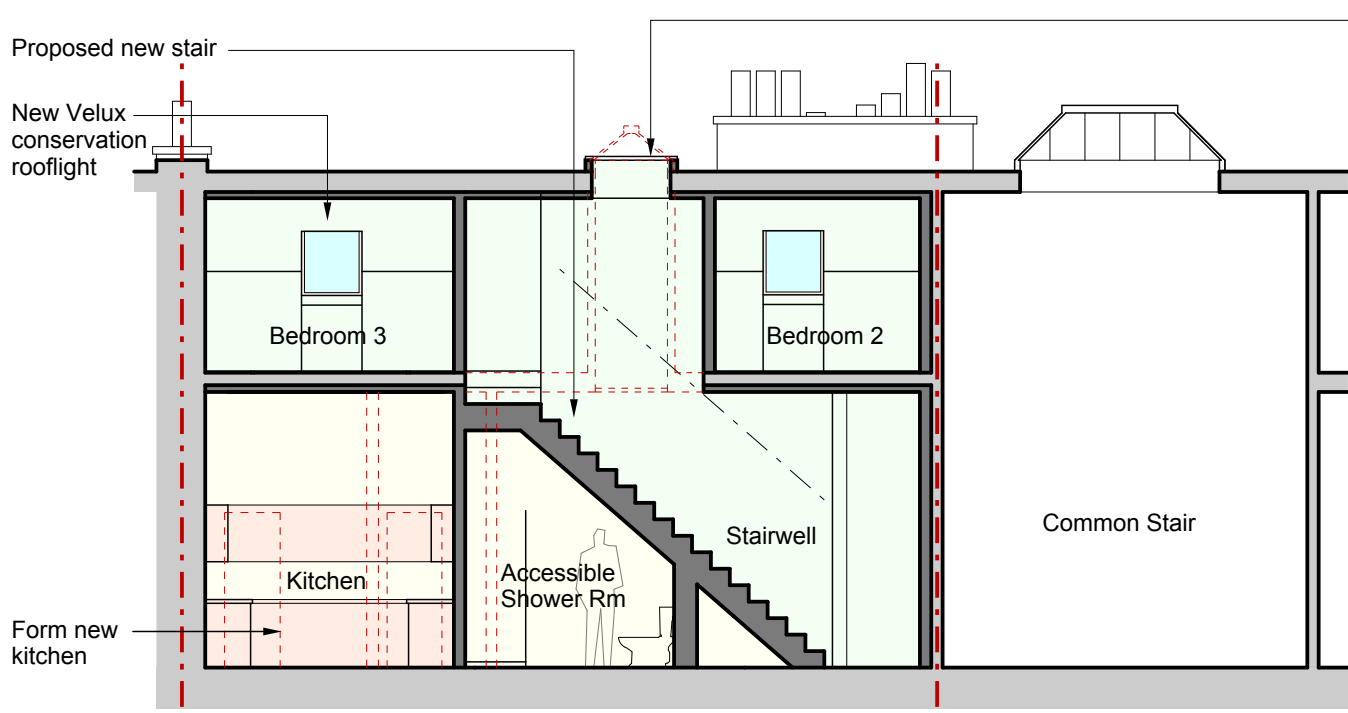 Proposed new stair
New Velux
conservation
rooflight
Bedroom 3
Bedroom 2
Stairwell
Common Stair
Kitchen
Accessible
Shower Rm
Form new
kitchen